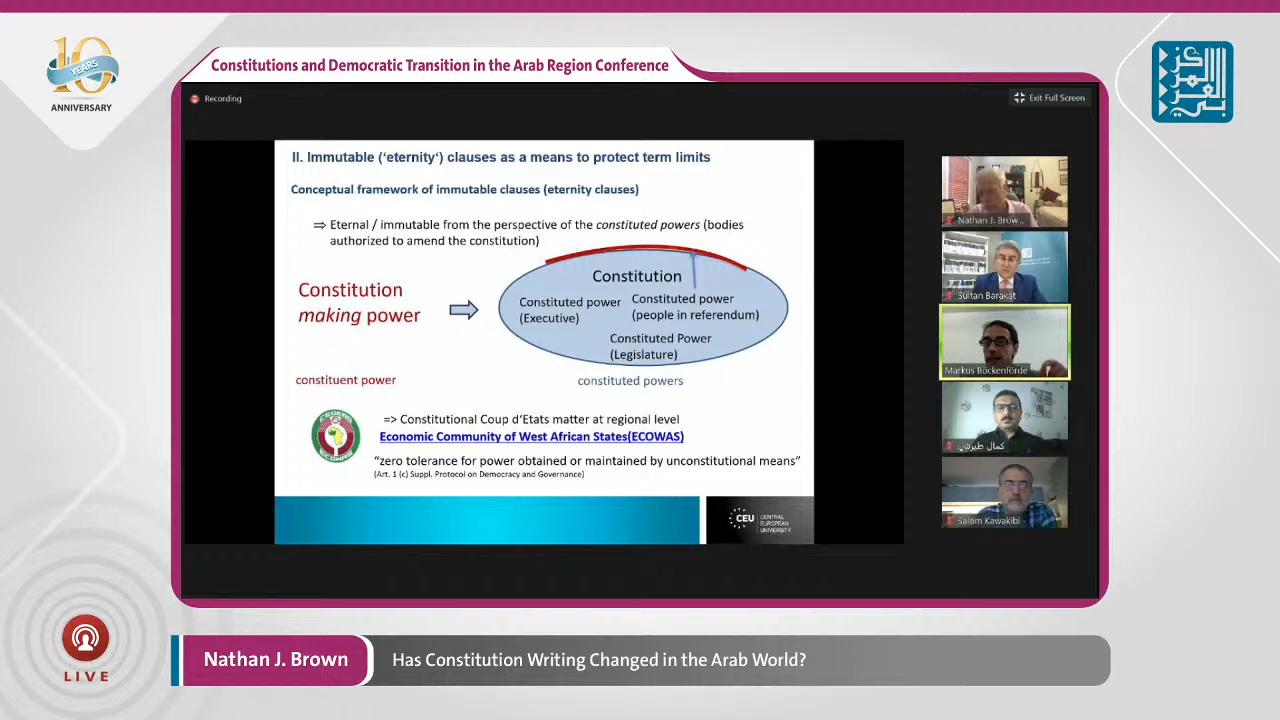 10
YEARS
ANNIVERSARY
Constitutions and Democratic Transition in the Arab Region Conference
المركز
العربي
Recording
Exit Full Screen
II. Immutable (‘eternity‘) clauses as a means to protect term limits
Conceptual framework of immutable clauses (eternity clauses)
⇒ Eternal / immutable from the perspective of the constituted powers (bodies
authorized to amend the constitution)
Constitution
making power
Constitution
Constituted power
(Executive)
Constituted power
(people in referendum)
Constituted Power
(Legislature)
constituent power
constituted powers
=> Constitutional Coup d‘Etats matter at regional level
Economic Community of West African States(ECOWAS)
“zero tolerance for power obtained or maintained by unconstitutional means”
(Art. 1 (c) Suppl. Protocol on Democracy and Governance)
CEU
CENTRAL
EUROPEAN
UNIVERSITY
Nathan J. Brow...
Sultan Barakat
Markus Böckenförde
كمال طيرشي
Salam Kawakibi
LIVE
Nathan J. Brown
Has Constitution Writing Changed in the Arab World?